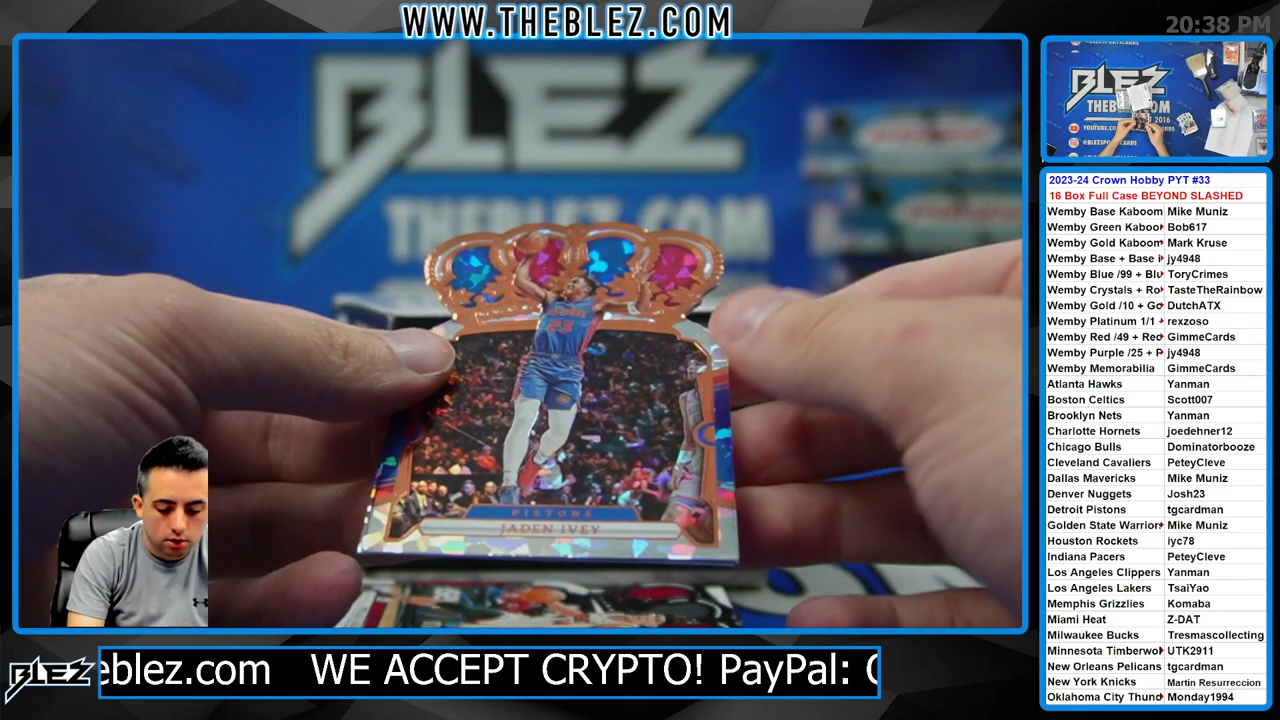 WWW.THEBLEZ.COM
20:38 PM
BLEZ
BLEZ
2016
2023-24 Crown Hobby PYT #33
16 Box Full Case BEYOND SLASHED
Wemby Base Kaboom Mike Muniz
Wemby Green Kaboo Bob617
Wemby Gold Kaboom Mark Kruse
Wemby Base + Base i jy4948
Wemby Blue /99 + Blu ToryCrimes
Wemby Crystals + Ro TasteTheRainbow
Wemby Gold /10 + Go DutchATX
Wemby Platinum 1/1 + rexzoso
Wemby Red /49 + Red GimmeCards
Wemby Purple /25 + P jy4948
Wemby Memorabilia GimmeCards
Atlanta Hawks Yanman
Boston Celtics Scott007
Brooklyn Nets Yanman
Charlotte Hornets joedehner12
Chicago Bulls Dominatorbooze
Cleveland Cavaliers PeteyCleve
Dallas Mavericks Mike Muniz
Denver Nuggets Josh23
Detroit Pistons tgcardman
Golden State Warrior Mike Muniz
Houston Rockets iyc78
Indiana Pacers PeteyCleve
Los Angeles Clippers Yanman
Los Angeles Lakers TsaiYao
Memphis Grizzlies Komaba
Miami Heat Z-DAT
Milwaukee Bucks Tresmascollecting
Minnesota Timberwol UTK2911
New Orleans Pelicans tgcardman
New York Knicks Martin Resurreccion
Oklahoma City Thund Monday1994
23
PISTONS
JADEN IVEY
BLEZ
eblez.com WE ACCEPT CRYPTO! PayPal: